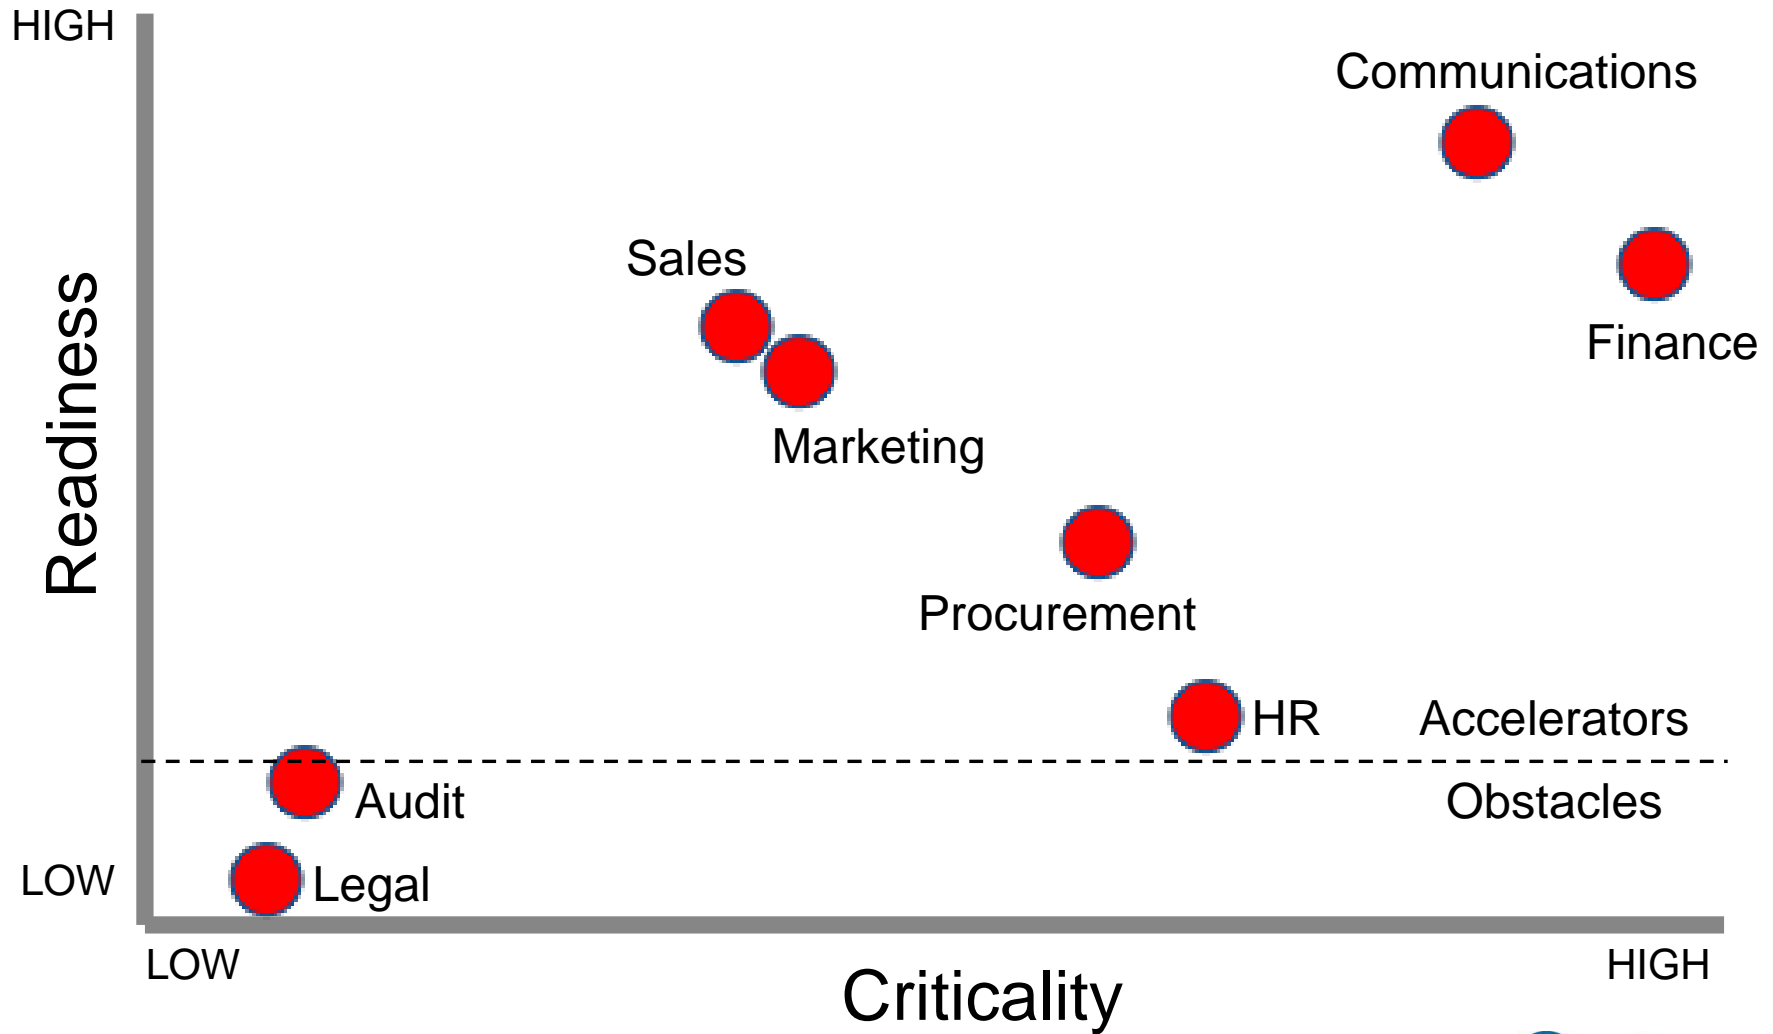 HIGH
Communications
Sales
Finance
Readiness
Marketing
Procurement
HR
Accelerators
Audit
Obstacles
LOW
Legal
LOW
HIGH
Criticality